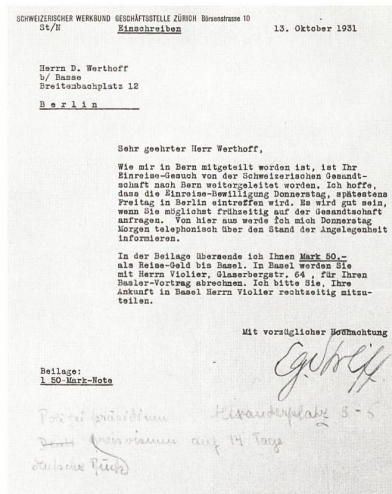 SCHWEIZERISCHER WERKBUND GESCHÄFTSSTELLE ZÜRICH Börsenstrasse 10
St/N Einschreiben 13. Oktober 1931
Herrn D. Werthoff
b/ Basse
Breitenbachplatz 12
Berlin
Sehr geehrter Herr Werthoff,
Wie mir in Bern mitgeteilt worden ist, ist Ihr
Einreise-Gesuch von der Schweizerischen Gesandt-
schaft nach Bern weitergeleitet worden. Ich hoffe,
dass die Einreise-Bewilligung Donnerstag, spätestens
Freitag in Berlin eintreffen wird. Es wird gut sein,
wenn Sie möglichst frühzeitig auf der Gesandtschaft
anfragen. Von hier aus werde ich mich Donnerstag
Morgen telephonisch über den Stand der Angelegenheit
informieren.
In der Beilage übersende ich Ihnen Mark 50.-
als Reise-Geld bis Basel. In Basel werden Sie
mit Herrn Violier, Glaserbergstr. 64 , für Ihren
Basler-Vortrag abrechnen. Ich bitte Sie, Ihre
Ankunft in Basel Herrn Violier rechtzeitig mitzu-
teilen.
Mit vorzüglicher Hochachtung
Beilage:
1 50-Mark-Note
Polizeipräsidium Alexanderplatz 3-5
auf 14 Tage